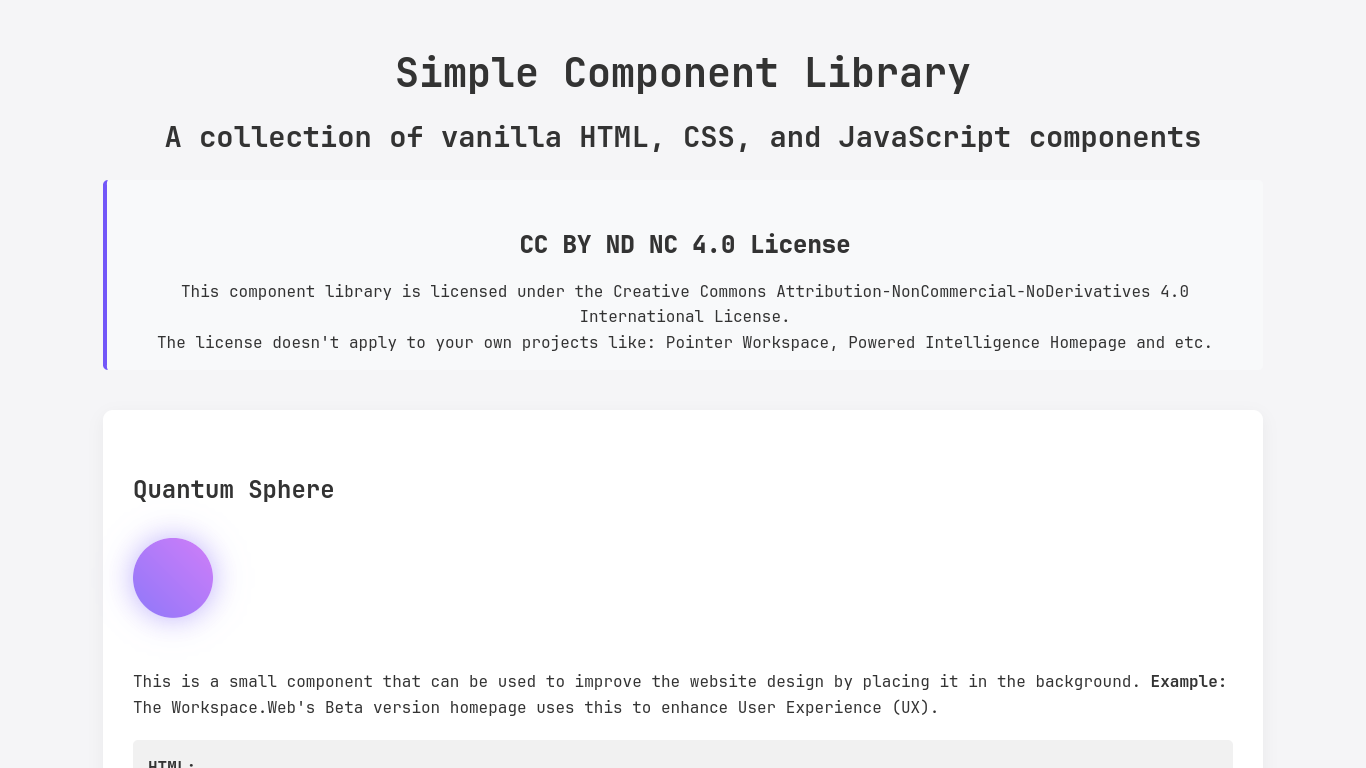 Simple Component Library
A collection of vanilla HTML, CSS, and JavaScript components
CC BY ND NC 4.0 License
This component library is licensed under the Creative Commons Attribution-NonCommercial-NoDerivatives 4.0
International License.
The license doesn't apply to your own projects like: Pointer Workspace, Powered Intelligence Homepage and etc.
Quantum Sphere
This is a small component that can be used to improve the website design by placing it in the background. Example:
The Workspace.Web's Beta version homepage uses this to enhance User Experience (UX).
HTML: